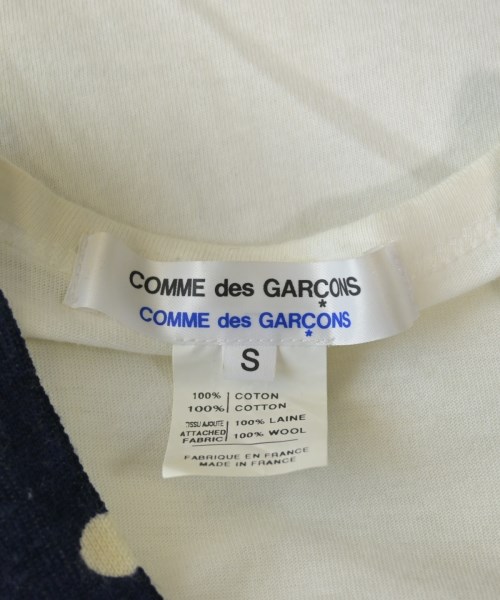 COMME des GARÇONS
COMME des GARÇONS
S
100% COTON
100% COTTON
TISSU AJOUTE 100% LAINE
ATTACHED FABRIC 100% WOOL
FABRIQUE EN FRANCE
MADE IN FRANCE